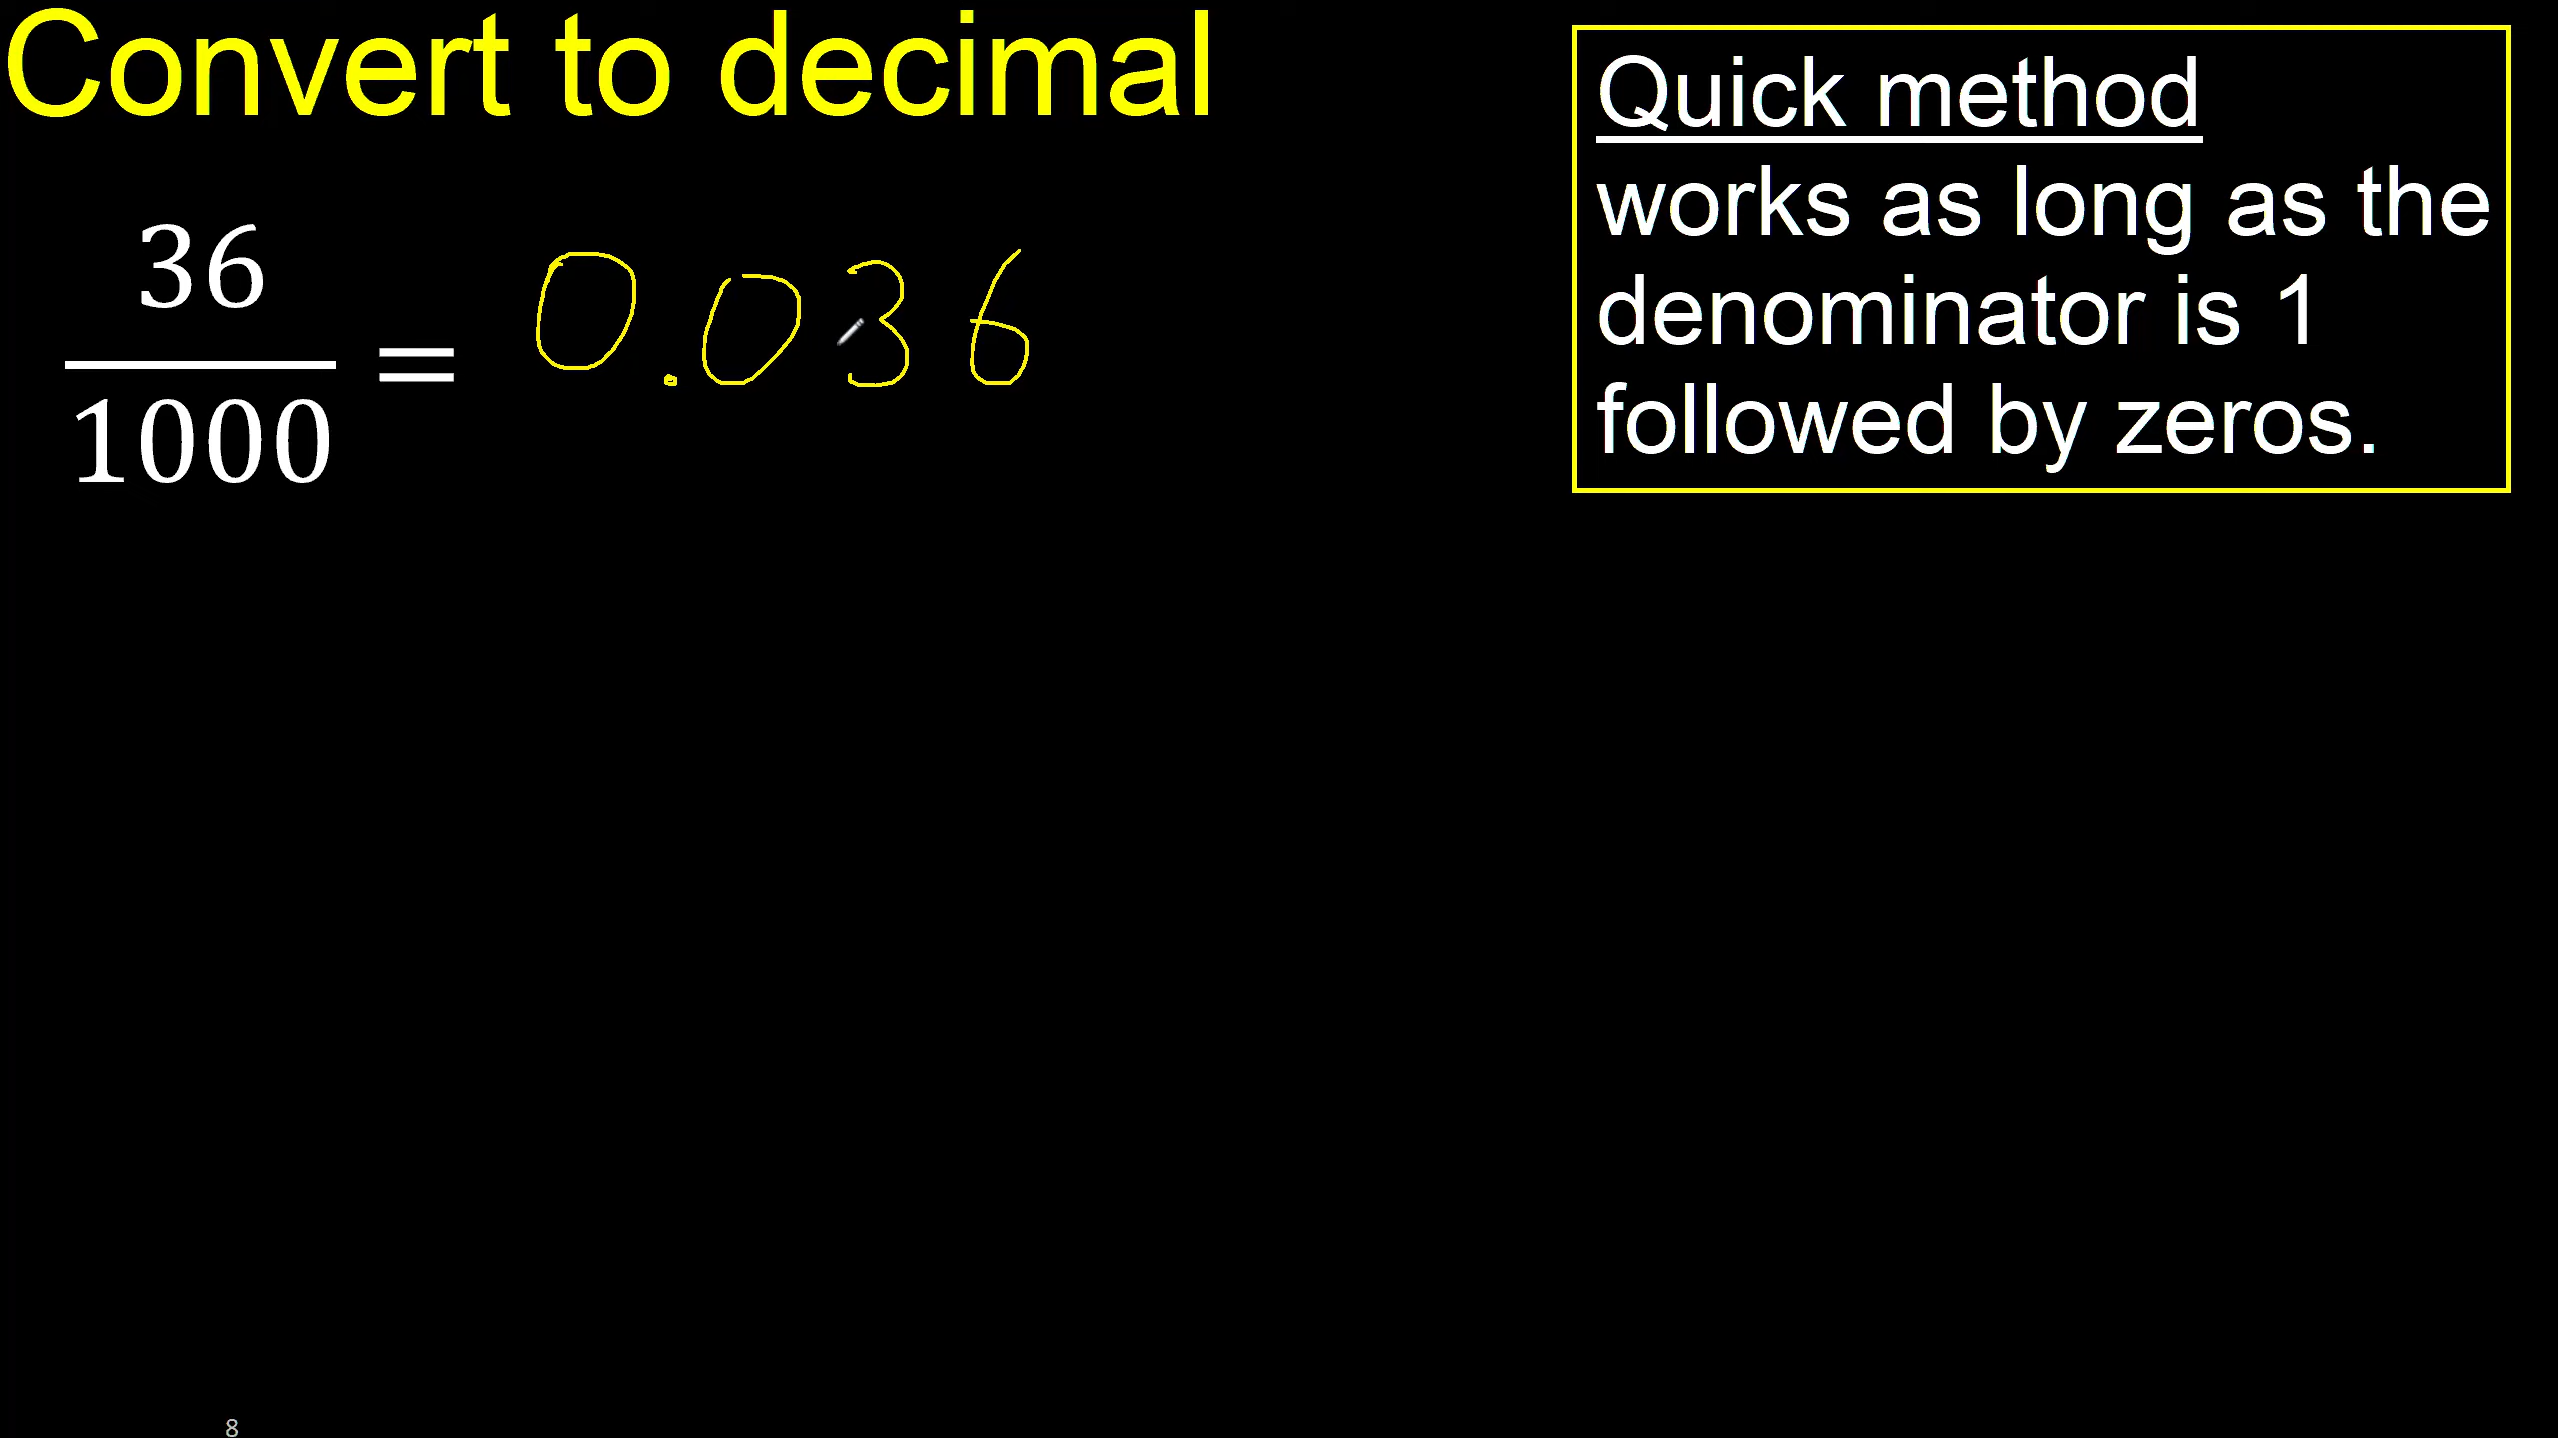 Convert to decimal
36
1000
= 0.036
Quick method
works as long as the
denominator is 1
followed by zeros.
8